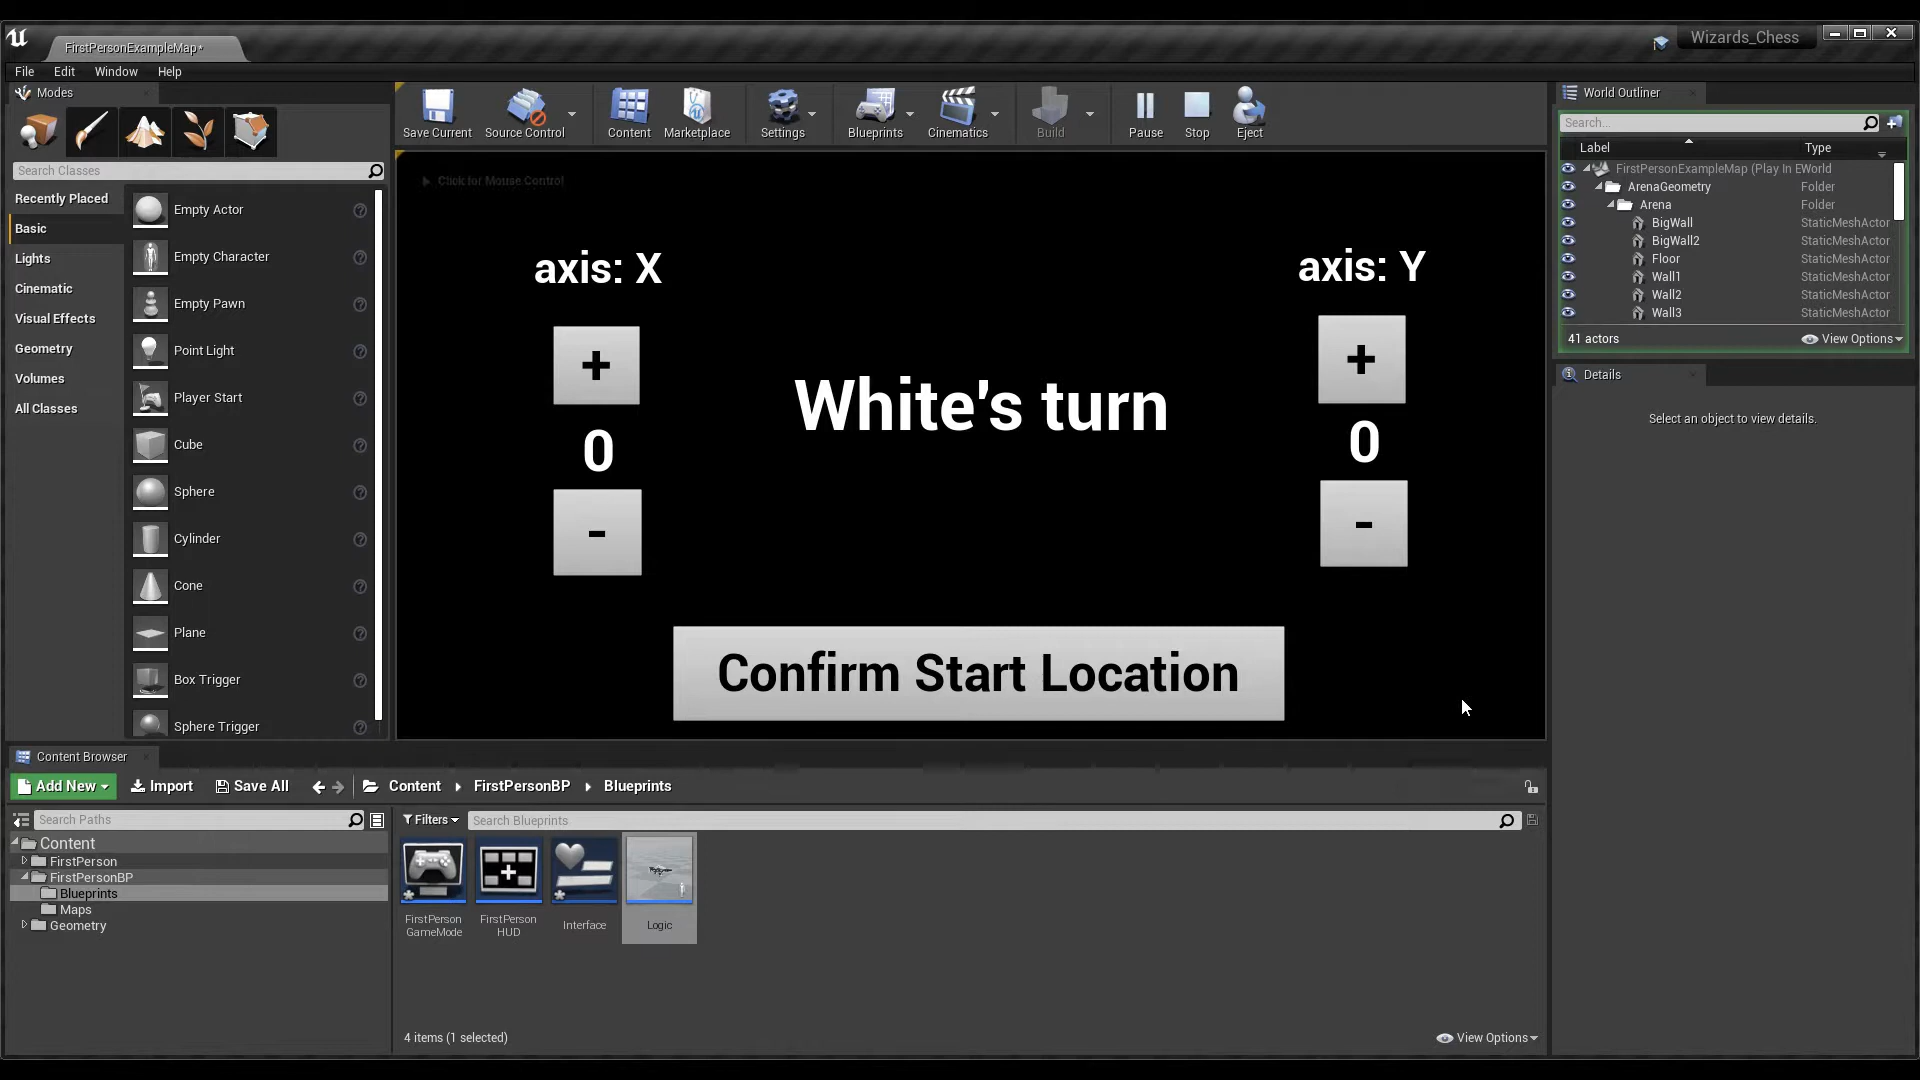 FirstPersonExampleMap*
Wizards_Chess
File Edit Window Help
Modes
Search Classes
Recently Placed
Basic
Lights
Cinematic
Visual Effects
Geometry
Volumes
All Classes
Empty Actor
Empty Character
Empty Pawn
Point Light
Player Start
Cube
Sphere
Cylinder
Cone
Plane
Box Trigger
Sphere Trigger
Save Current Source Control Content Marketplace Settings Blueprints Cinematics Build Pause Stop Eject
Click for Mouse Control
axis: X
+
0
-
White's turn
axis: Y
+
0
-
Confirm Start Location
World Outliner
Search...
Label Type
FirstPersonExampleMap (Play In E World
ArenaGeometry Folder
Arena Folder
BigWall StaticMeshActor
BigWall2 StaticMeshActor
Floor StaticMeshActor
Wall1 StaticMeshActor
Wall2 StaticMeshActor
Wall3 StaticMeshActor
41 actors View Options
Details
Select an object to view details.
Content Browser
Add New Import Save All Content FirstPersonBP Blueprints
Search Paths
Content
FirstPerson
FirstPersonBP
Blueprints
Maps
Geometry
Filters Search Blueprints
FirstPerson
GameMode
FirstPerson
HUD
Interface
Logic
4 items (1 selected) View Options